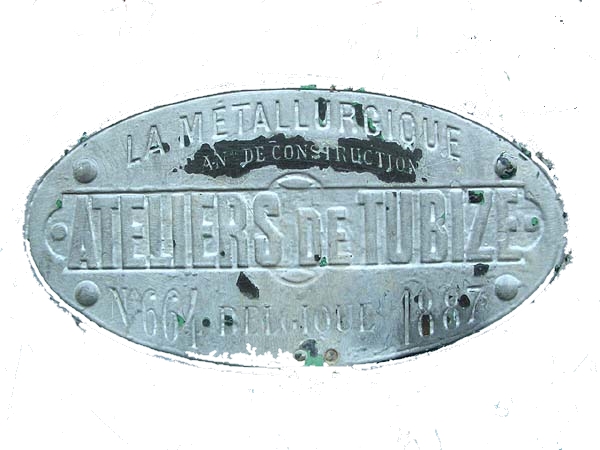 LA MÉTALLURGIQUE
AN DE CONSTRUCTION
ATELIERS DE TUBIZE
No 664 BELGIQUE 1887